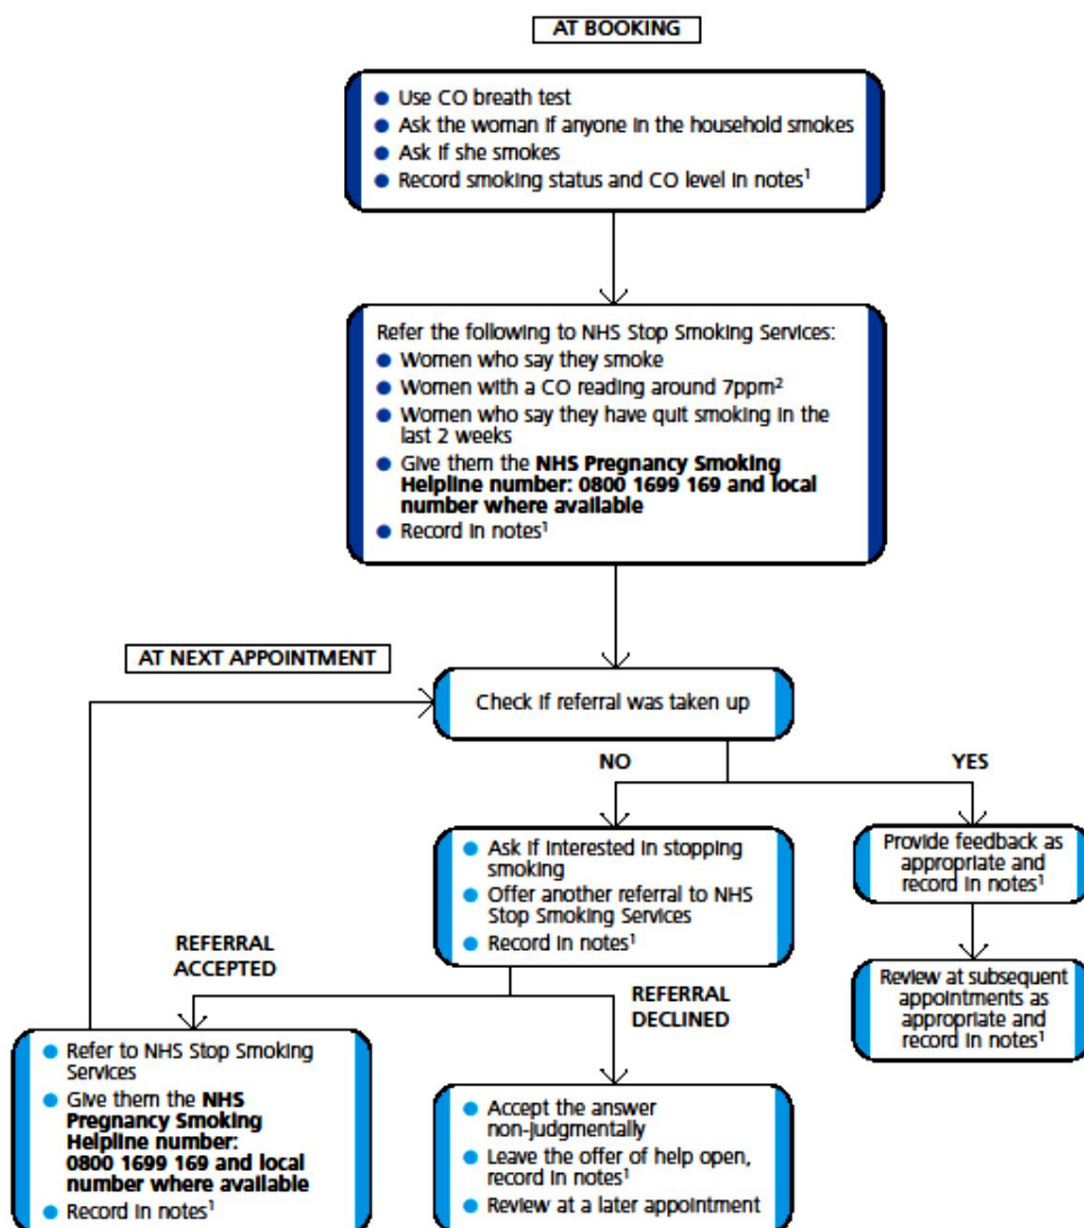 AT BOOKING
Use CO breath test
Ask the woman if anyone in the household smokes
Ask if she smokes
Record smoking status and CO level in notes¹
Refer the following to NHS Stop Smoking Services:
Women who say they smoke
Women with a CO reading around 7ppm²
Women who say they have quit smoking in the
last 2 weeks
Give them the NHS Pregnancy Smoking
Helpline number: 0800 1699 169 and local
number where available
Record in notes¹
AT NEXT APPOINTMENT
Check if referral was taken up
NO
YES
Ask if interested in stopping
smoking
Offer another referral to NHS
Stop Smoking Services
Record in notes¹
Provide feedback as
appropriate and
record in notes¹
Review at subsequent
appointments as
appropriate and
record in notes¹
REFERRAL
ACCEPTED
REFERRAL
DECLINED
Refer to NHS Stop Smoking
Services
Give them the NHS
Pregnancy Smoking
Helpline number:
0800 1699 169 and local
number where available
Record in notes¹
Accept the answer
non-judgmentally
Leave the offer of help open,
record in notes¹
Review at a later appointment